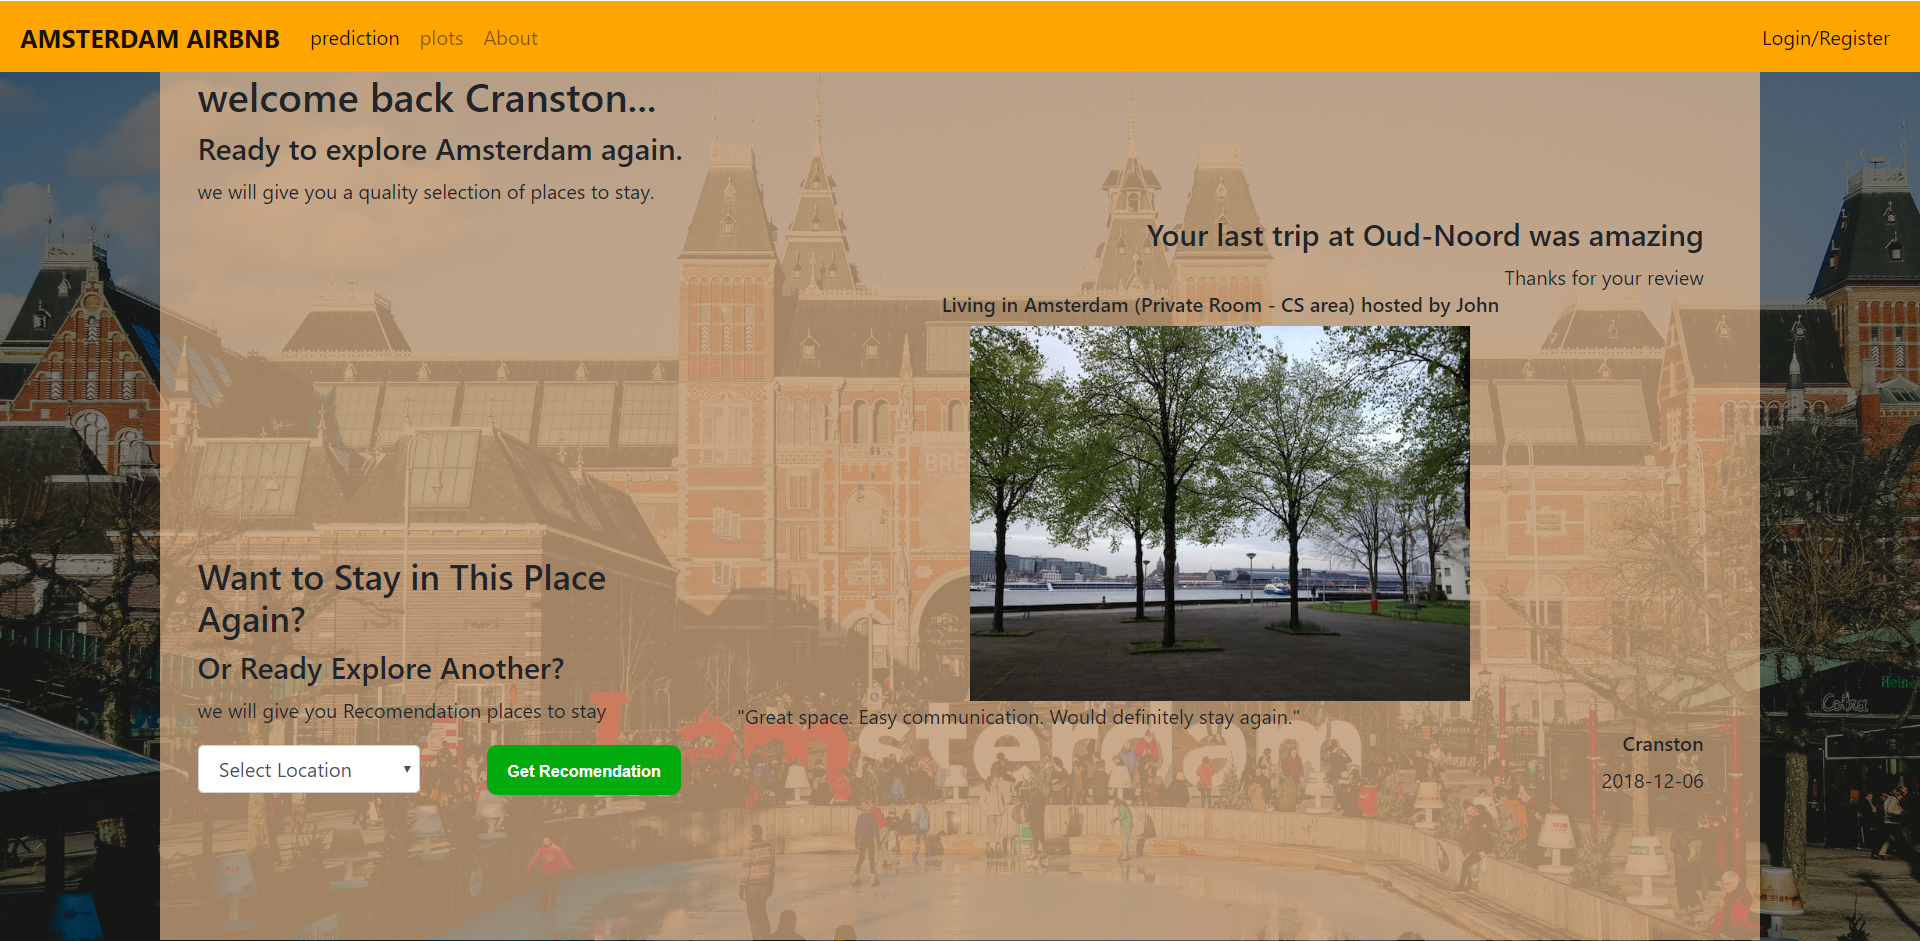 AMSTERDAM AIRBNB prediction plots About Login/Register
welcome back Cranston...
Ready to explore Amsterdam again.
we will give you a quality selection of places to stay.
Your last trip at Oud-Noord was amazing
Thanks for your review
Living in Amsterdam (Private Room - CS area) hosted by John
BRE
Want to Stay in This Place
Again?
Or Ready Explore Another?
we will give you Recomendation places to stay
"Great space. Easy communication. Would definitely stay again."
Cranston
2018-12-06
Select Location
Get Recomendation
I amsterdam
Heine
Cobra